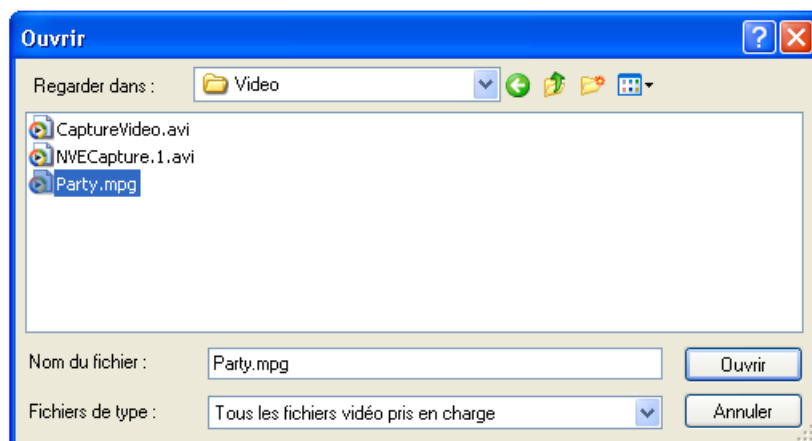 Ouvrir
Regarder dans :
Video
CaptureVideo.avi
NVECapture.1.avi
Party.mpg
Nom du fichier :
Party.mpg
Ouvrir
Fichiers de type :
Tous les fichiers vidéo pris en charge
Annuler